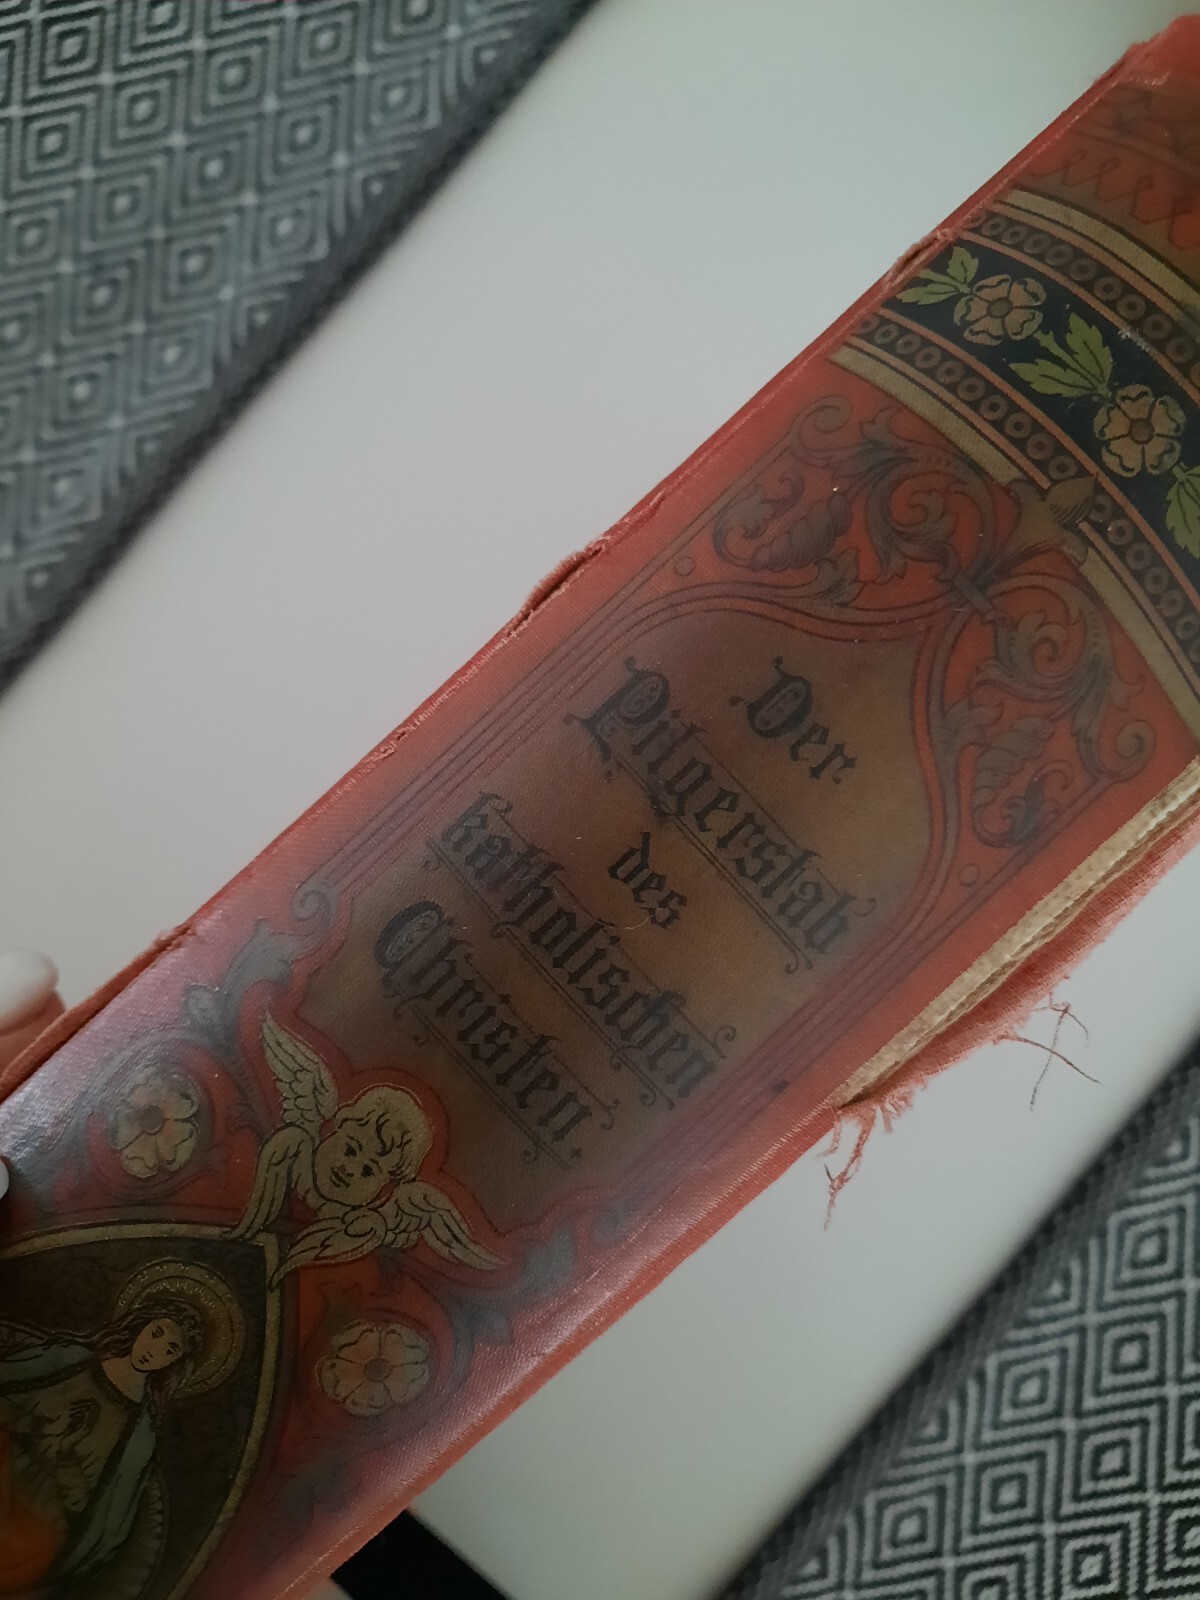 Der
Pilgerstab
des
katholischen
Christen.